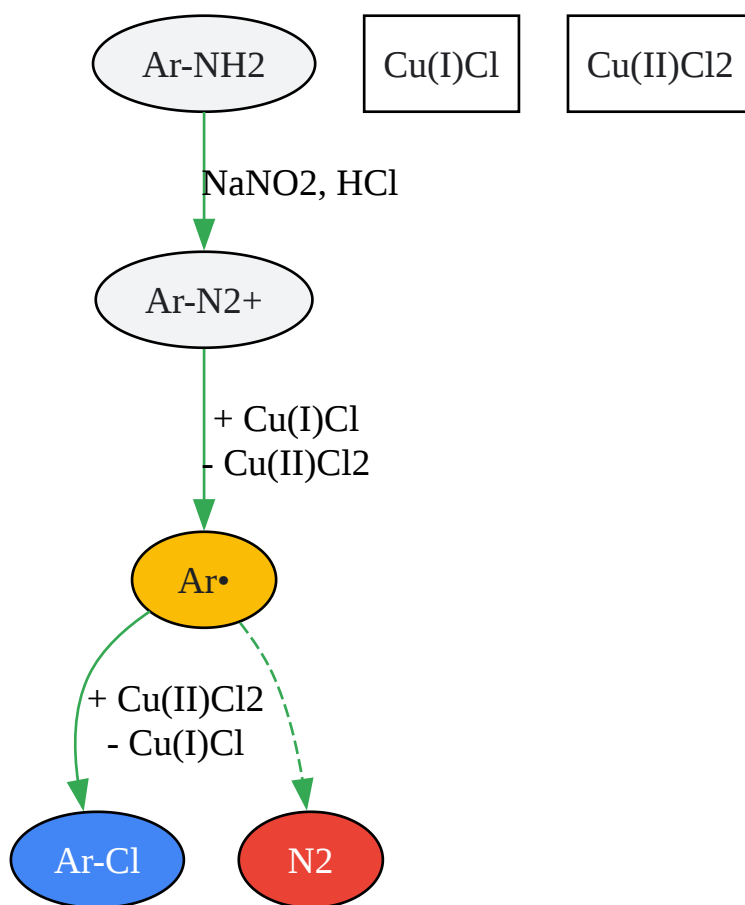 Ar-NH2
Cu(I)Cl
Cu(II)Cl2
NaNO2, HCl
Ar-N2+
+ Cu(I)Cl
- Cu(II)Cl2
Ar•
+ Cu(II)Cl2
- Cu(I)Cl
Ar-Cl
N2